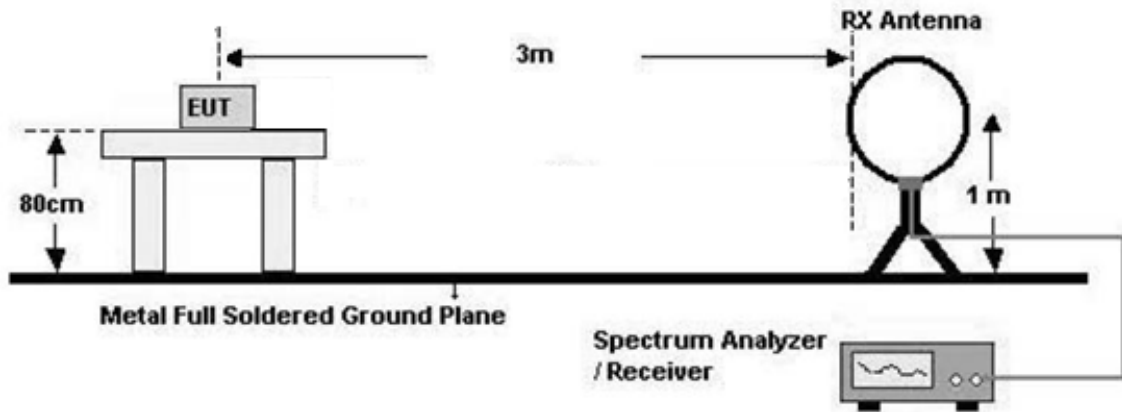 RX Antenna
3m
EUT
80cm
1 m
Metal Full Soldered Ground Plane
Spectrum Analyzer
/ Receiver